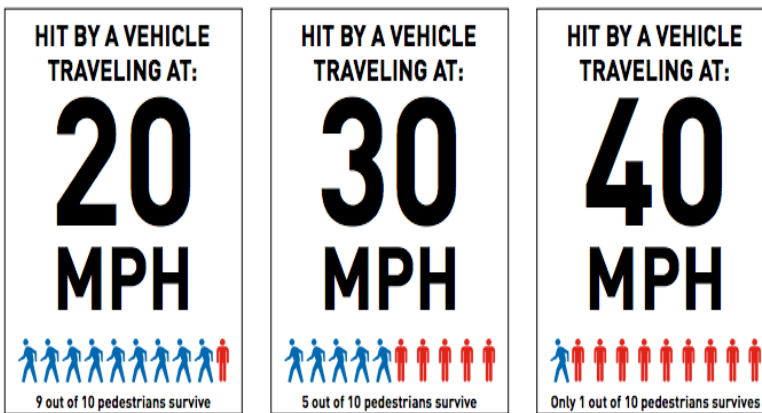 HIT BY A VEHICLE
TRAVELING AT:
20
MPH
9 out of 10 pedestrians survive
HIT BY A VEHICLE
TRAVELING AT:
30
MPH
5 out of 10 pedestrians survive
HIT BY A VEHICLE
TRAVELING AT:
40
MPH
Only 1 out of 10 pedestrians survives